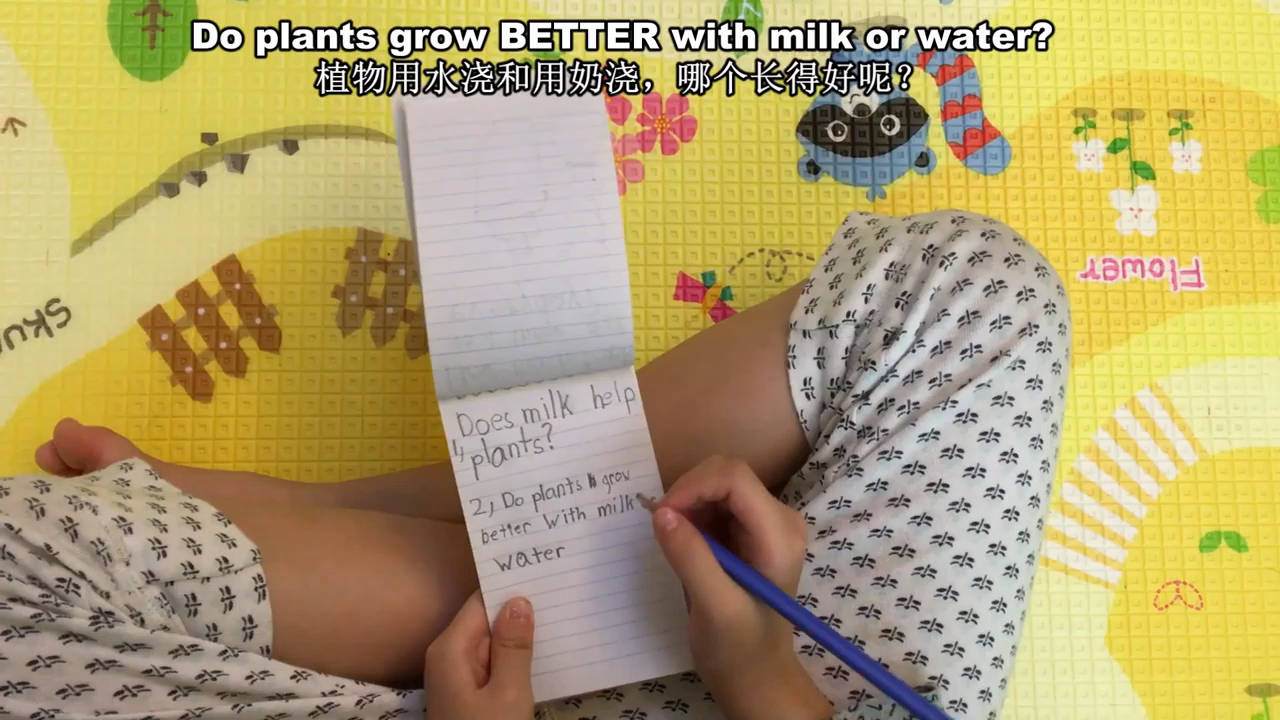 Do plants grow BETTER with milk or water?
植物用水浇和用奶浇，哪个长得好呢？
Does milk help
plants?
2, Do plants grow
better with milk
water
Flower
Sku